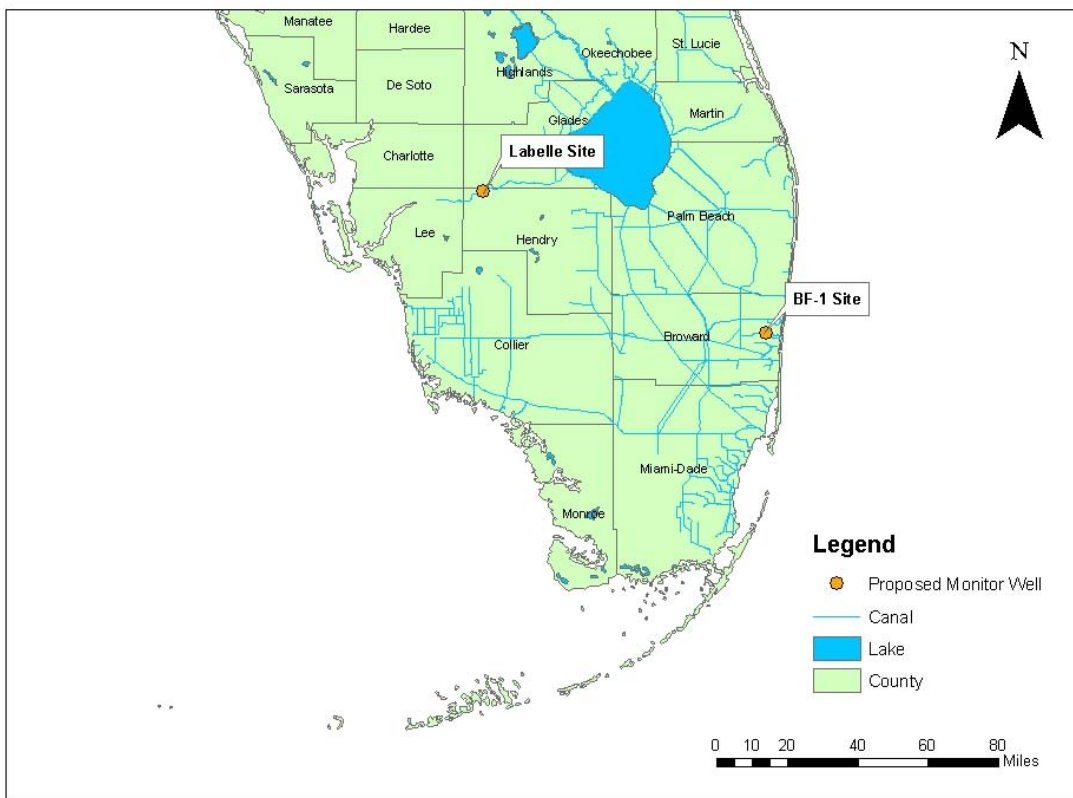 Manatee
Hardee
Okeechobee
St. Lucie
N
Highlands
De Soto
Sarasota
Glades
Martin
Labelle Site
Charlotte
Palm Beach
Lee
Hendry
BF-1 Site
Broward
Collier
Miami-Dade
Monroe
Legend
Proposed Monitor Well
Canal
Lake
County
0 10 20 40 60 80
Miles